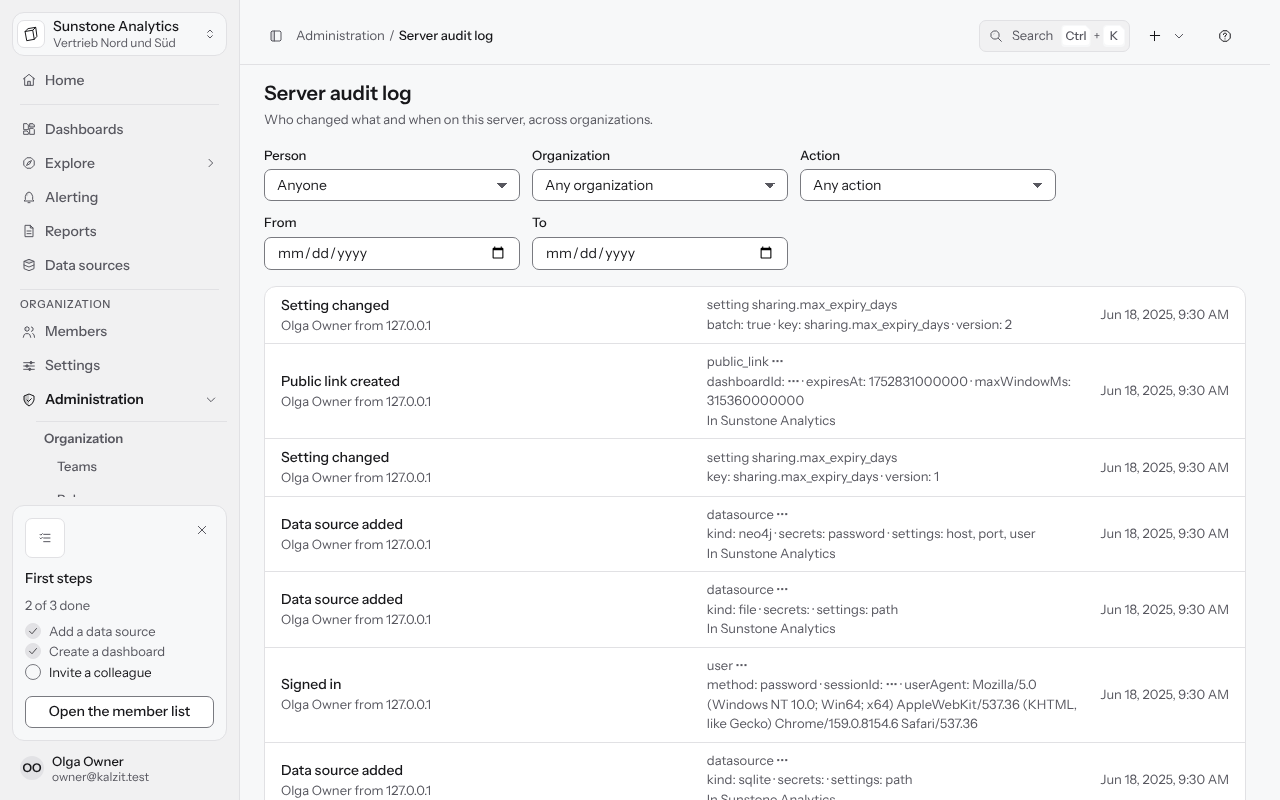 Sunstone Analytics
Vertrieb Nord und Süd
Home
Dashboards
Explore
Alerting
Reports
Data sources
ORGANIZATION
Members
Settings
Administration
Organization
Teams
First steps
2 of 3 done
Add a data source
Create a dashboard
Invite a colleague
Open the member list
OO
Olga Owner
owner@kalzit.test
Administration / Server audit log
Search Ctrl + K
Server audit log
Who changed what and when on this server, across organizations.
Person
Anyone
Organization
Any organization
Action
Any action
From
mm/dd/yyyy
To
mm/dd/yyyy
Setting changed
Olga Owner from 127.0.0.1
setting sharing.max_expiry_days
batch: true · key: sharing.max_expiry_days · version: 2
Jun 18, 2025, 9:30 AM
Public link created
Olga Owner from 127.0.0.1
public_link ···
dashboardId: ··· · expiresAt: 1752831000000 · maxWindowMs:
315360000000
In Sunstone Analytics
Jun 18, 2025, 9:30 AM
Setting changed
Olga Owner from 127.0.0.1
setting sharing.max_expiry_days
key: sharing.max_expiry_days · version: 1
Jun 18, 2025, 9:30 AM
Data source added
Olga Owner from 127.0.0.1
datasource ···
kind: neo4j · secrets: password · settings: host, port, user
In Sunstone Analytics
Jun 18, 2025, 9:30 AM
Data source added
Olga Owner from 127.0.0.1
datasource ···
kind: file · secrets: · settings: path
In Sunstone Analytics
Jun 18, 2025, 9:30 AM
Signed in
Olga Owner from 127.0.0.1
user ···
method: password · sessionId: ··· · userAgent: Mozilla/5.0
(Windows NT 10.0; Win64; x64) AppleWebKit/537.36 (KHTML,
like Gecko) Chrome/159.0.8154.6 Safari/537.36
Jun 18, 2025, 9:30 AM
Data source added
Olga Owner from 127.0.0.1
datasource ···
kind: sqlite · secrets: · settings: path
In Sunstone Analytics
Jun 18, 2025, 9:30 AM